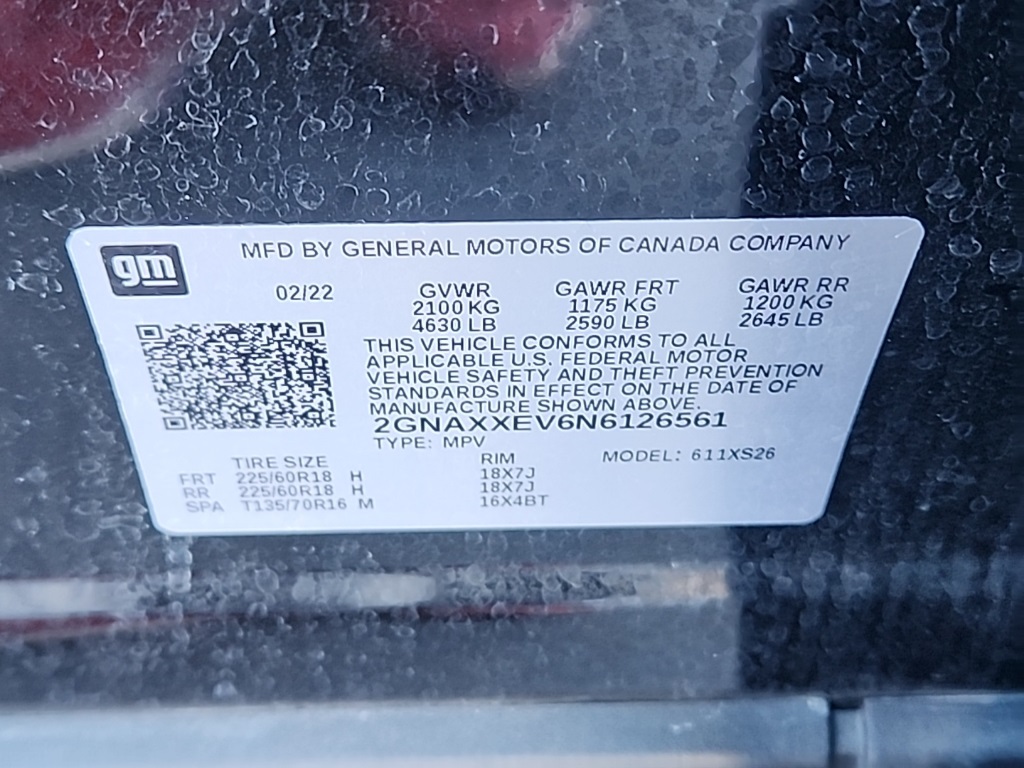 gm
MFD BY GENERAL MOTORS OF CANADA COMPANY
02/22 GVWR GAWR FRT GAWR RR
2100 KG 1175 KG 1200 KG
4630 LB 2590 LB 2645 LB
THIS VEHICLE CONFORMS TO ALL
APPLICABLE U.S. FEDERAL MOTOR
VEHICLE SAFETY AND THEFT PREVENTION
STANDARDS IN EFFECT ON THE DATE OF
MANUFACTURE SHOWN ABOVE.
2GNAXXEV6N6126561
TYPE: MPV
TIRE SIZE RIM MODEL: 611XS26
FRT 225/60R18 H 18X7J
RR 225/60R18 H 18X7J
SPA T135/70R16 M 16X4BT